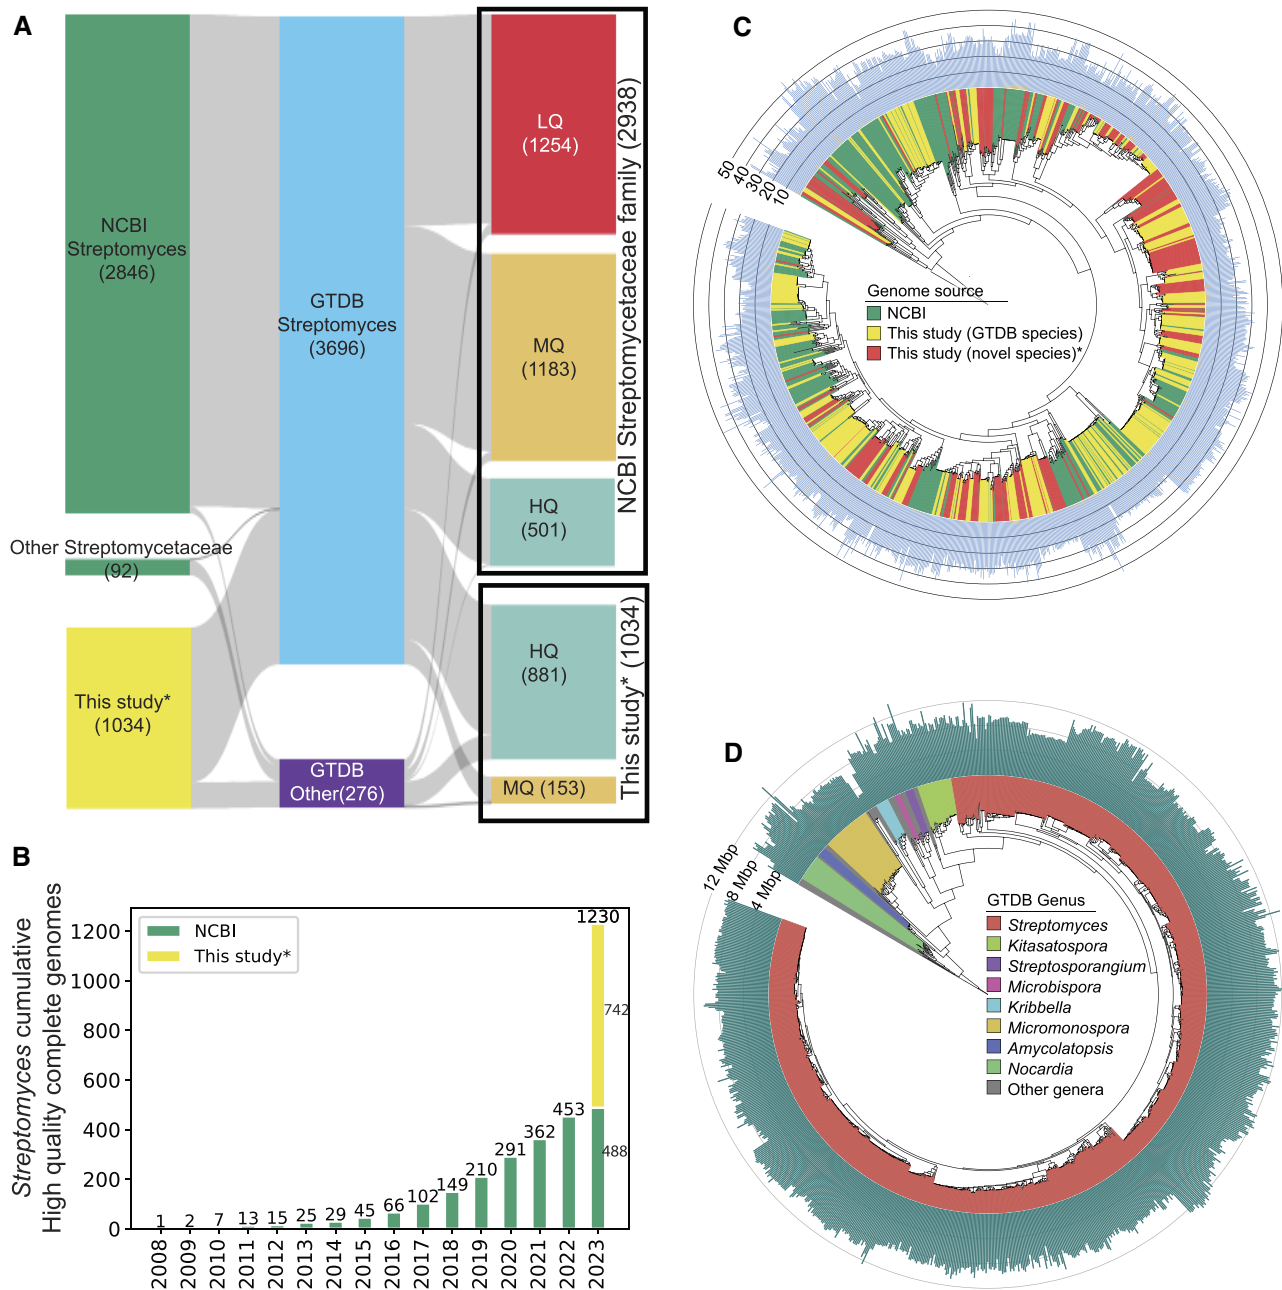 A
NCBI
Streptomyces
(2846)
Other Streptomycetaceae
(92)
This study*
(1034)
GTDB
Streptomyces
(3696)
GTDB
Other(276)
LQ
(1254)
MQ
(1183)
HQ
(501)
NCBI Streptomycetaceae family (2938)
HQ
(881)
MQ (153)
This study* (1034)
B
Streptomyces cumulative
High quality complete genomes
1200
1000
800
600
400
200
0
NCBI
This study*
1 2 7 13 15 25 29 45 66 102 149 210 291 362 453
1230
742
488
2008 2009 2010 2011 2012 2013 2014 2015 2016 2017 2018 2019 2020 2021 2022 2023
C
50
40
30
20
10
Genome source
NCBI
This study (GTDB species)
This study (novel species)*
D
12 Mbp
8 Mbp
4 Mbp
GTDB Genus
Streptomyces
Kitasatospora
Streptosporangium
Microbispora
Kribbella
Micromonospora
Amycolatopsis
Nocardia
Other genera